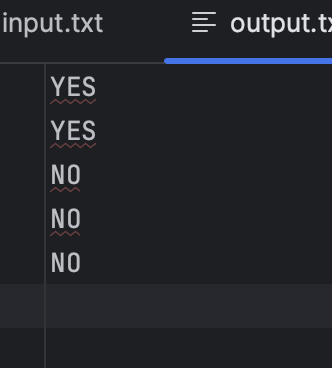 input.txt
output.tx
YES
YES
NO
NO
NO